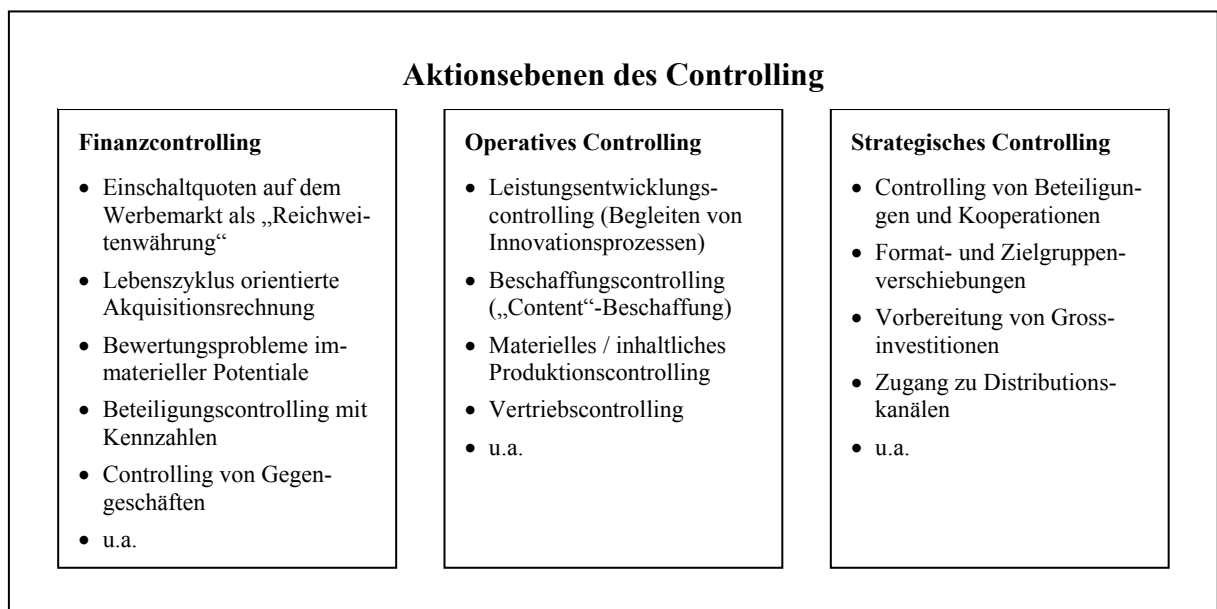 Aktionsebenen des Controlling
Finanzcontrolling
• Einschaltquoten auf dem
Werbemarkt als „Reichwei-
tenwährung“
• Lebenszyklus orientierte
Akquisitionsrechnung
• Bewertungsprobleme im-
materieller Potentiale
• Beteiligungscontrolling mit
Kennzahlen
• Controlling von Gegen-
geschäften
• u.a.
Operatives Controlling
• Leistungsentwicklungs-
controlling (Begleiten von
Innovationsprozessen)
• Beschaffungscontrolling
(„Content“-Beschaffung)
• Materielles / inhaltliches
Produktionscontrolling
• Vertriebscontrolling
• u.a.
Strategisches Controlling
• Controlling von Beteiligun-
gen und Kooperationen
• Format- und Zielgruppen-
verschiebungen
• Vorbereitung von Gross-
investitionen
• Zugang zu Distributions-
kanälen
• u.a.